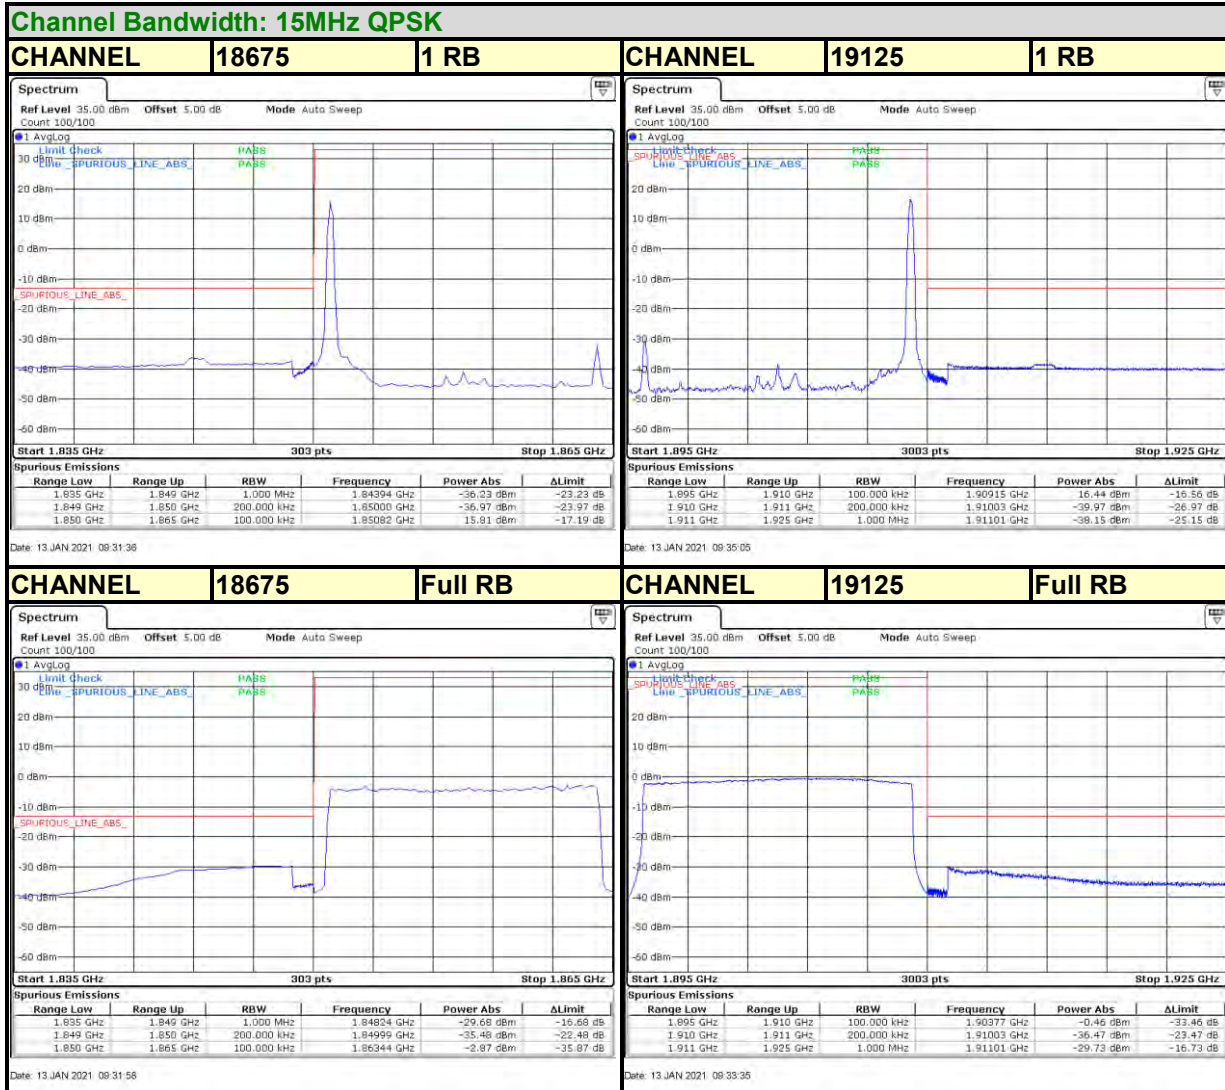 Channel Bandwidth: 15MHz QPSK
CHANNEL 18675 1 RB
Spectrum
Ref Level 35.00 dBm Offset 5.00 dB Mode Auto Sweep
Count 100/100
1 AvgLog
Limit Check PASS
Line _SPURIOUS_LINE_ABS_ PASS
30 dBm
20 dBm
10 dBm
0 dBm
-10 dBm
_SPURIOUS_LINE_ABS_
-20 dBm
-30 dBm
-40 dBm
-50 dBm
-60 dBm
Start 1.835 GHz 303 pts Stop 1.865 GHz
Spurious Emissions
Range Low Range Up RBW Frequency Power Abs ΔLimit
1.835 GHz 1.849 GHz 1.000 MHz 1.84394 GHz -36.23 dBm -23.23 dB
1.849 GHz 1.850 GHz 200.000 kHz 1.85000 GHz -36.97 dBm -23.97 dB
1.850 GHz 1.865 GHz 100.000 kHz 1.85082 GHz 15.81 dBm -17.19 dB
Date: 13.JAN 2021 09:31:36
CHANNEL 19125 1 RB
Spectrum
Ref Level 35.00 dBm Offset 5.00 dB Mode Auto Sweep
Count 100/100
1 AvgLog
Limit Check PASS
_SPURIOUS_LINE_ABS_
Line _SPURIOUS_LINE_ABS_ PASS
20 dBm
10 dBm
0 dBm
-10 dBm
-20 dBm
-30 dBm
-40 dBm
-50 dBm
-60 dBm
Start 1.895 GHz 3003 pts Stop 1.925 GHz
Spurious Emissions
Range Low Range Up RBW Frequency Power Abs ΔLimit
1.895 GHz 1.910 GHz 100.000 kHz 1.90915 GHz 16.44 dBm -16.56 dB
1.910 GHz 1.911 GHz 200.000 kHz 1.91003 GHz -39.97 dBm -26.97 dB
1.911 GHz 1.925 GHz 1.000 MHz 1.91101 GHz -38.15 dBm -25.15 dB
Date: 13.JAN 2021 09:35:05
CHANNEL 18675 Full RB
Spectrum
Ref Level 35.00 dBm Offset 5.00 dB Mode Auto Sweep
Count 100/100
1 AvgLog
Limit Check PASS
Line _SPURIOUS_LINE_ABS_ PASS
30 dBm
20 dBm
10 dBm
0 dBm
-10 dBm
_SPURIOUS_LINE_ABS_
-20 dBm
-30 dBm
-40 dBm
-50 dBm
-60 dBm
Start 1.835 GHz 303 pts Stop 1.865 GHz
Spurious Emissions
Range Low Range Up RBW Frequency Power Abs ΔLimit
1.835 GHz 1.849 GHz 1.000 MHz 1.84824 GHz -29.68 dBm -16.68 dB
1.849 GHz 1.850 GHz 200.000 kHz 1.84999 GHz -35.48 dBm -22.48 dB
1.850 GHz 1.865 GHz 100.000 kHz 1.86344 GHz -2.87 dBm -35.87 dB
Date: 13.JAN 2021 09:31:58
CHANNEL 19125 Full RB
Spectrum
Ref Level 35.00 dBm Offset 5.00 dB Mode Auto Sweep
Count 100/100
1 AvgLog
Limit Check PASS
_SPURIOUS_LINE_ABS_
Line _SPURIOUS_LINE_ABS_ PASS
20 dBm
10 dBm
0 dBm
-10 dBm
-20 dBm
-30 dBm
-40 dBm
-50 dBm
-60 dBm
Start 1.895 GHz 3003 pts Stop 1.925 GHz
Spurious Emissions
Range Low Range Up RBW Frequency Power Abs ΔLimit
1.895 GHz 1.910 GHz 100.000 kHz 1.90377 GHz -0.46 dBm -33.46 dB
1.910 GHz 1.911 GHz 200.000 kHz 1.91003 GHz -36.47 dBm -23.47 dB
1.911 GHz 1.925 GHz 1.000 MHz 1.91101 GHz -29.73 dBm -16.73 dB
Date: 13.JAN 2021 09:33:35